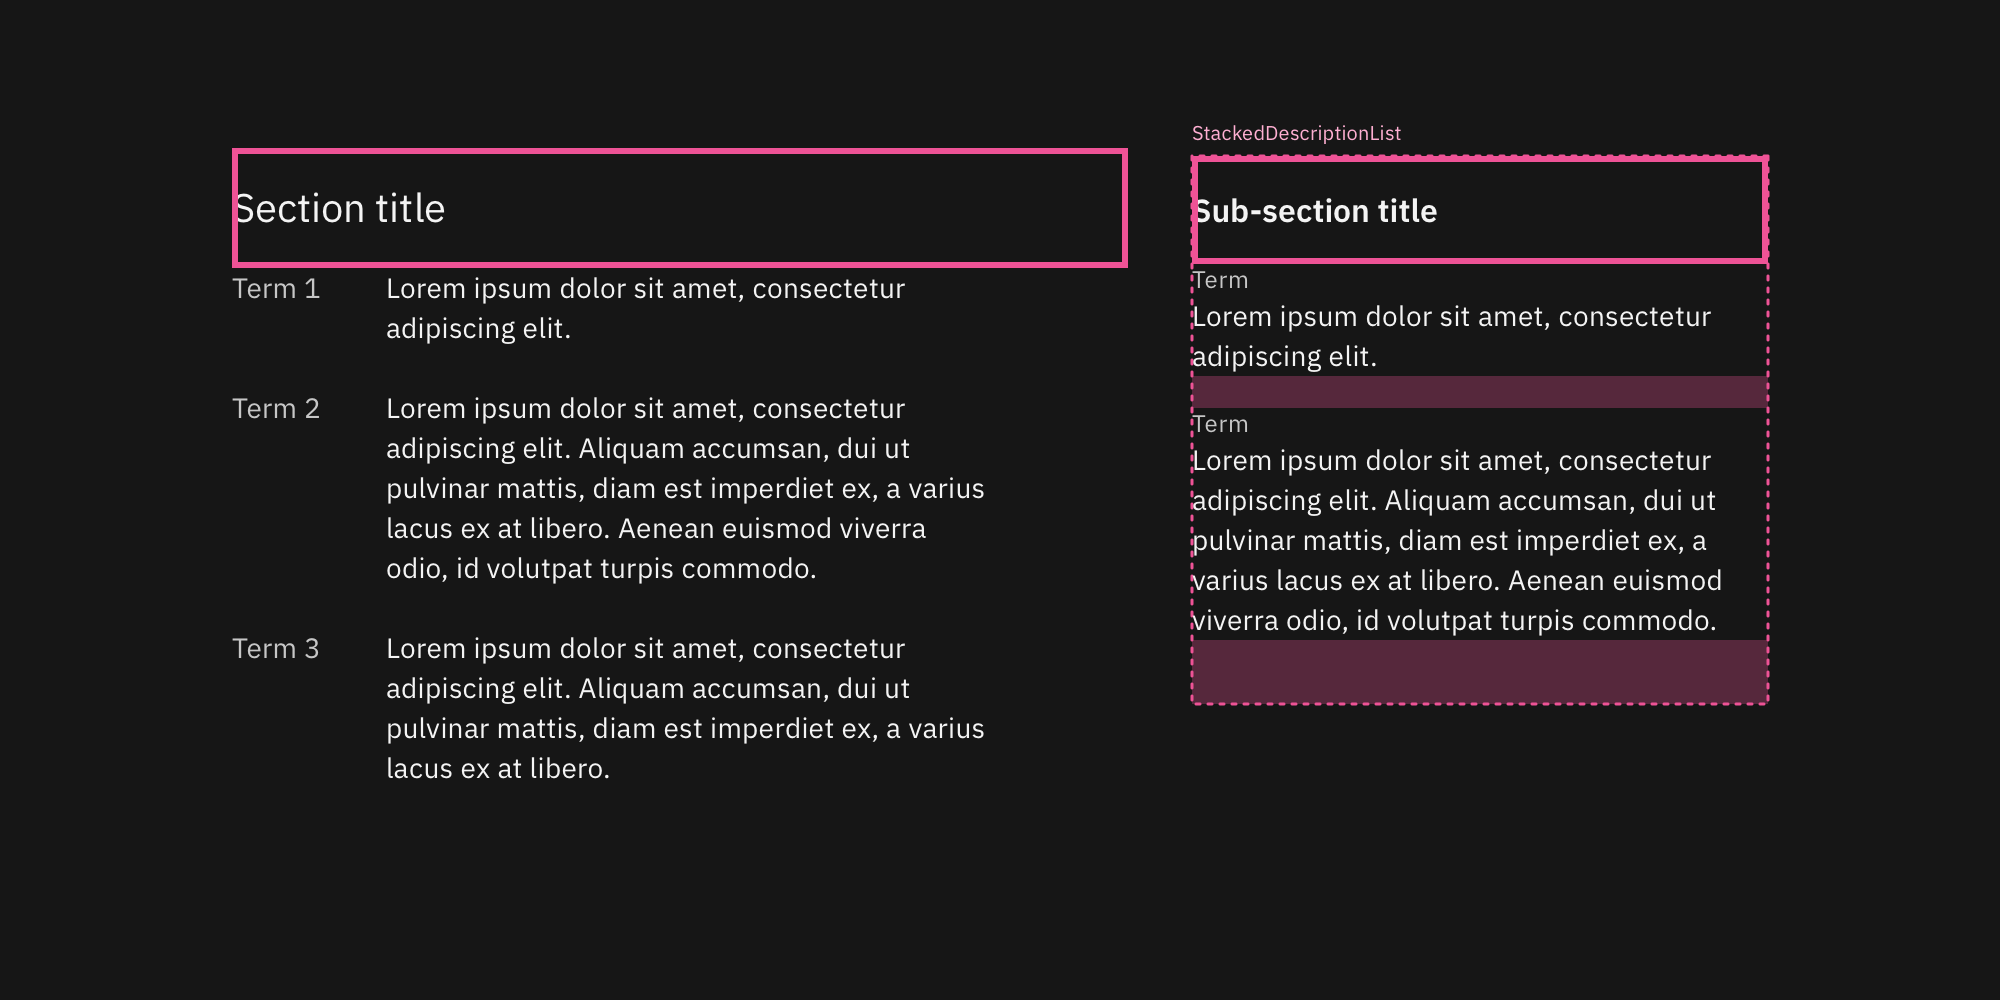 Section title
Term 1
Lorem ipsum dolor sit amet, consectetur
adipiscing elit.
Term 2
Lorem ipsum dolor sit amet, consectetur
adipiscing elit. Aliquam accumsan, dui ut
pulvinar mattis, diam est imperdiet ex, a varius
lacus ex at libero. Aenean euismod viverra
odio, id volutpat turpis commodo.
Term 3
Lorem ipsum dolor sit amet, consectetur
adipiscing elit. Aliquam accumsan, dui ut
pulvinar mattis, diam est imperdiet ex, a varius
lacus ex at libero.
StackedDescriptionList
Sub-section title
Term
Lorem ipsum dolor sit amet, consectetur
adipiscing elit.
Term
Lorem ipsum dolor sit amet, consectetur
adipiscing elit. Aliquam accumsan, dui ut
pulvinar mattis, diam est imperdiet ex, a
varius lacus ex at libero. Aenean euismod
viverra odio, id volutpat turpis commodo.